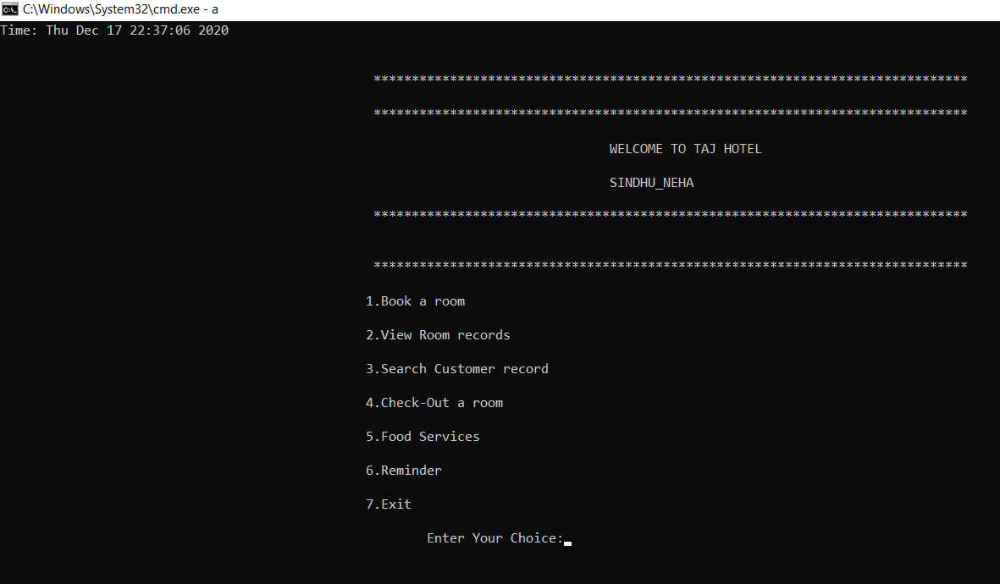 C:\Windows\System32\cmd.exe - a
Time: Thu Dec 17 22:37:06 2020
******************************************************************************
******************************************************************************
WELCOME TO TAJ HOTEL
SINDHU_NEHA
******************************************************************************
******************************************************************************
1.Book a room
2.View Room records
3.Search Customer record
4.Check-Out a room
5.Food Services
6.Reminder
7.Exit
Enter Your Choice: